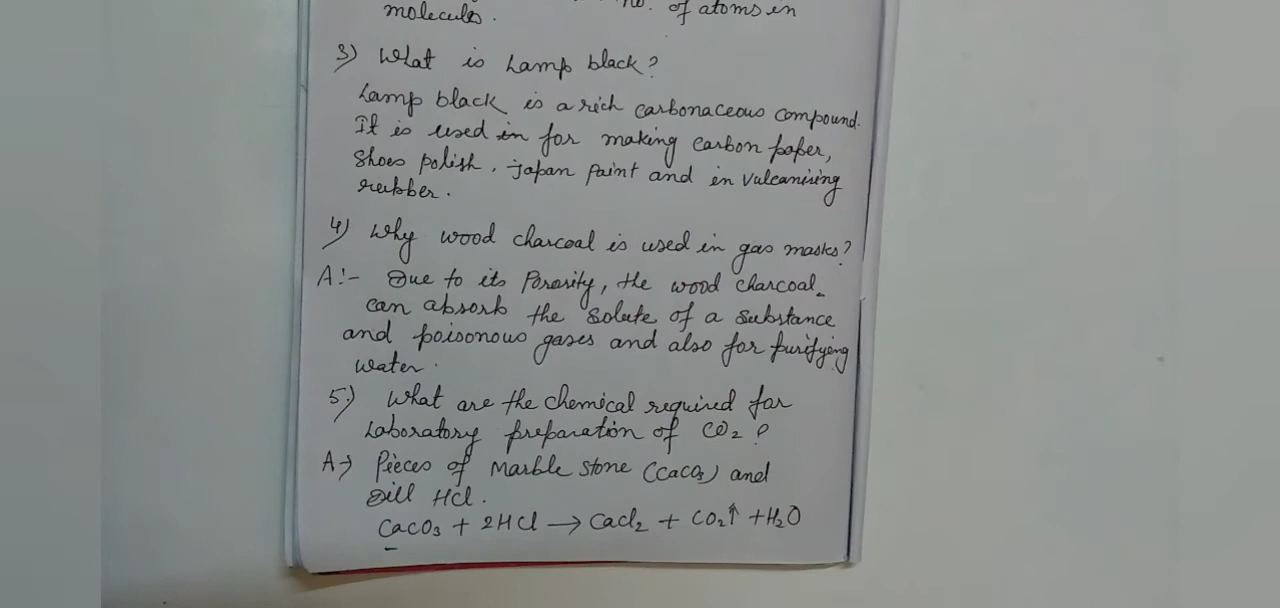 no. of atoms in
molecules.
3) What is Lamp black?
Lamp black is a rich carbonaceous compound.
It is used in for making carbon paper,
Shoes polish, japan paint and in vulcanising
rubber.
4) Why wood charcoal is used in gas masks?
A:- Due to its Porosity, the wood charcoal
can absorb the solute of a substance
and poisonous gases and also for purifying
water.
5) What are the chemical required for
Laboratory preparation of CO₂?
A→ Pieces of Marble stone (CaCO₃) and
Dill HCl.
CaCO₃ + 2HCl → CaCl₂ + CO₂↑ + H₂O